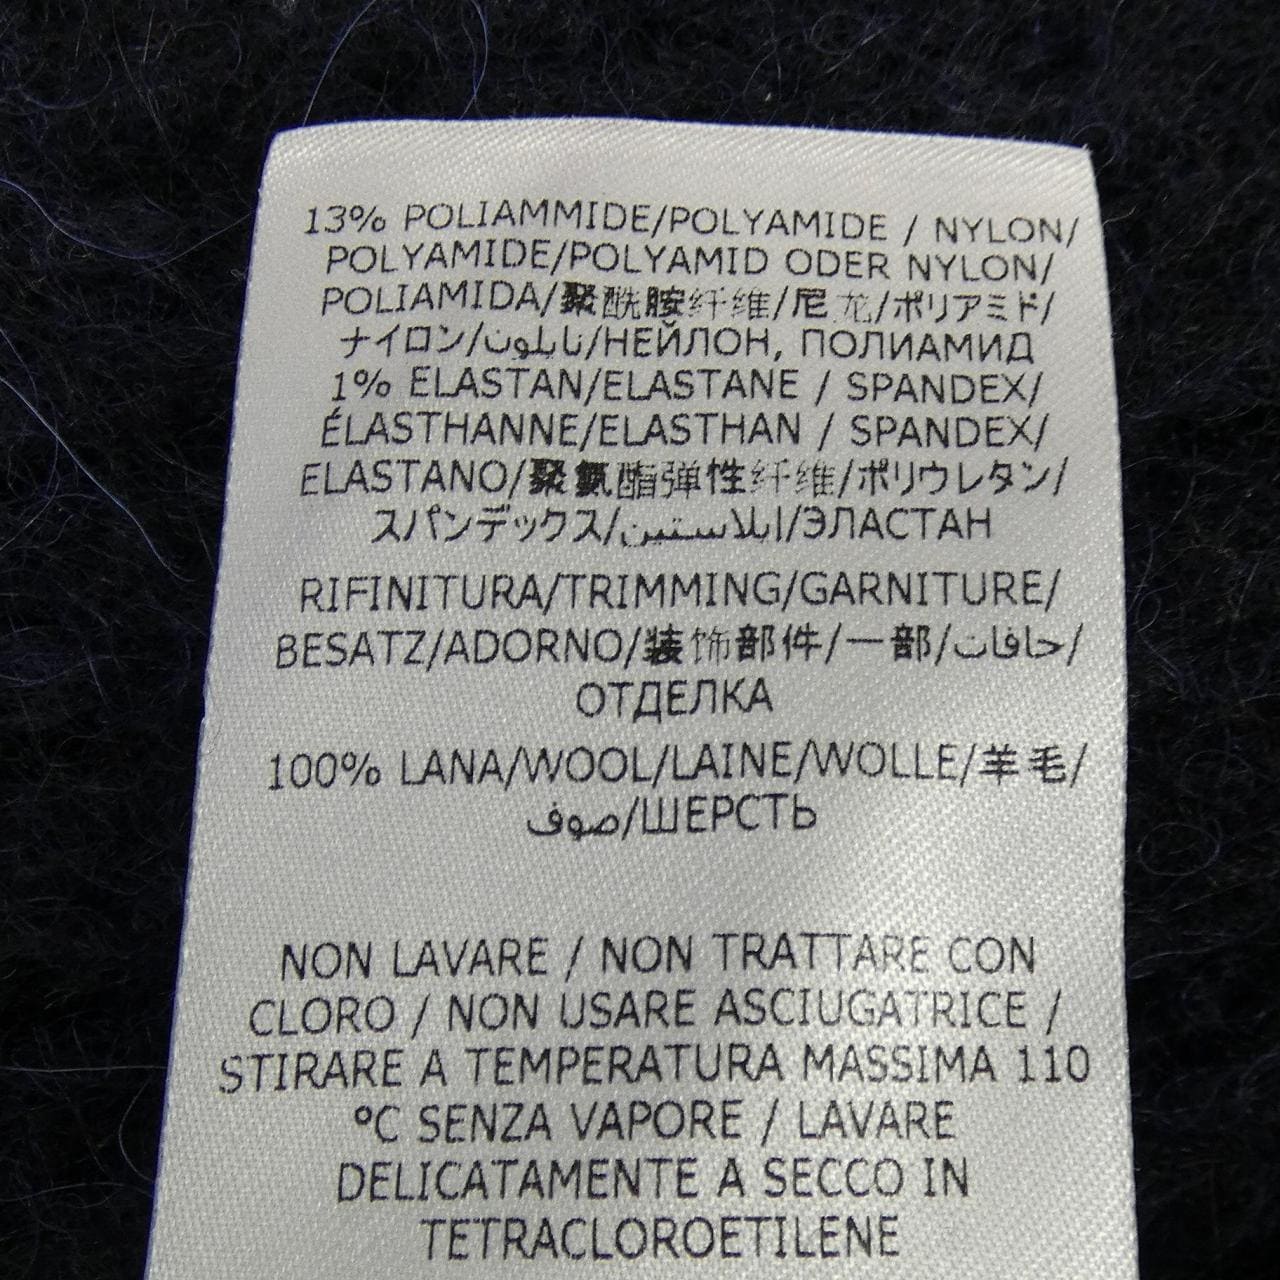 13% POLIAMMIDE/POLYAMIDE / NYLON/
POLYAMIDE/POLYAMID ODER NYLON/
POLIAMIDA/聚酰胺纤维/尼龙/ポリアミド/
ナイロン/نايلون/НЕЙЛОН, ПОЛИАМИД
1% ELASTAN/ELASTANE / SPANDEX/
ÉLASTHANNE/ELASTHAN / SPANDEX/
ELASTANO/聚氨酯弹性纤维/ポリウレタン/
スパンデックス/ايلاستين/ЭЛАСТАН
RIFINITURA/TRIMMING/GARNITURE/
BESATZ/ADORNO/装饰部件/一部/حافات/
ОТДЕЛКА
100% LANA/WOOL/LAINE/WOLLE/羊毛/
صوف/ШЕРСТЬ
NON LAVARE / NON TRATTARE CON
CLORO / NON USARE ASCIUGATRICE /
STIRARE A TEMPERATURA MASSIMA 110
°C SENZA VAPORE / LAVARE
DELICATAMENTE A SECCO IN
TETRACLOROETILENE